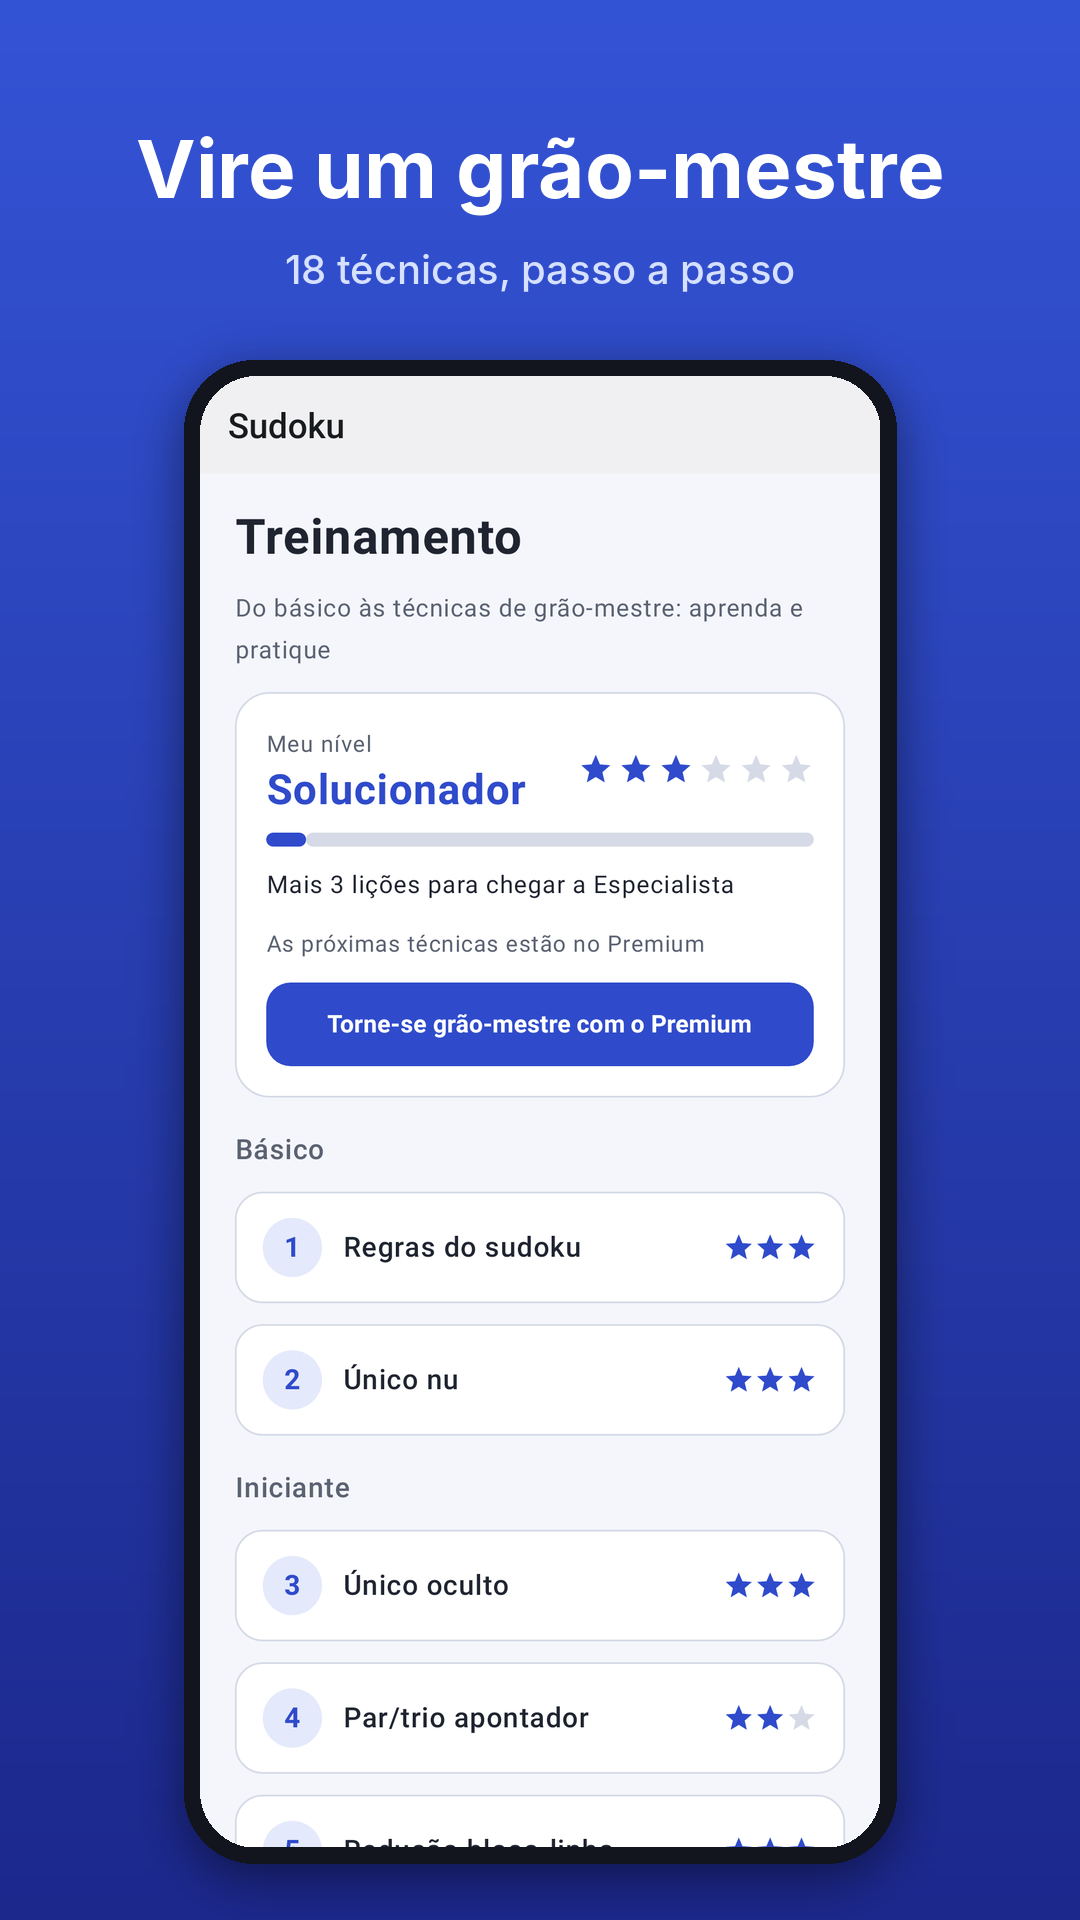 Vire um grão-mestre
18 técnicas, passo a passo
Sudoku
Treinamento
Do básico às técnicas de grão-mestre: aprenda e
pratique
Meu nível
Solucionador
Mais 3 lições para chegar a Especialista
As próximas técnicas estão no Premium
Torne-se grão-mestre com o Premium
Básico
1 Regras do sudoku
2 Único nu
Iniciante
3 Único oculto
4 Par/trio apontador